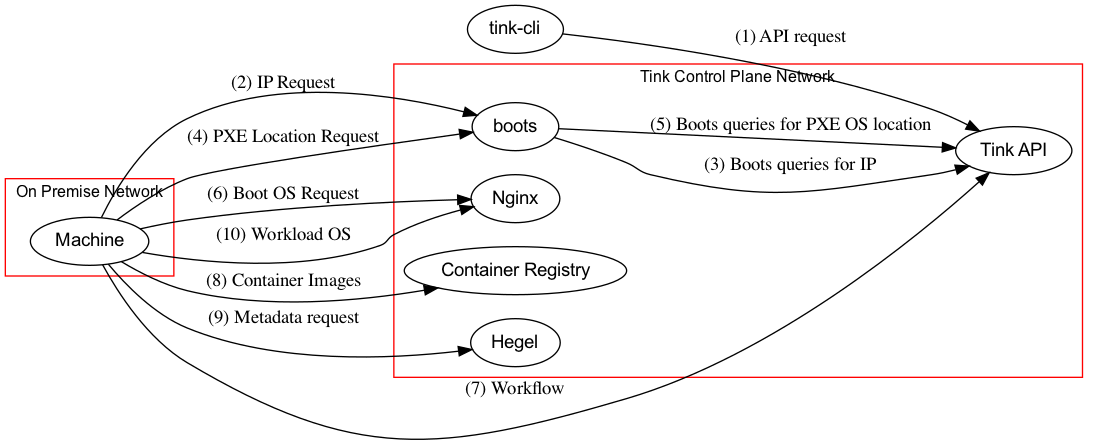 tink-cli
(1) API request
Tink Control Plane Network
(2) IP Request
boots
(4) PXE Location Request
(5) Boots queries for PXE OS location
Tink API
(3) Boots queries for IP
On Premise Network
(6) Boot OS Request
Nginx
Machine
(10) Workload OS
Container Registry
(8) Container Images
(9) Metadata request
Hegel
(7) Workflow